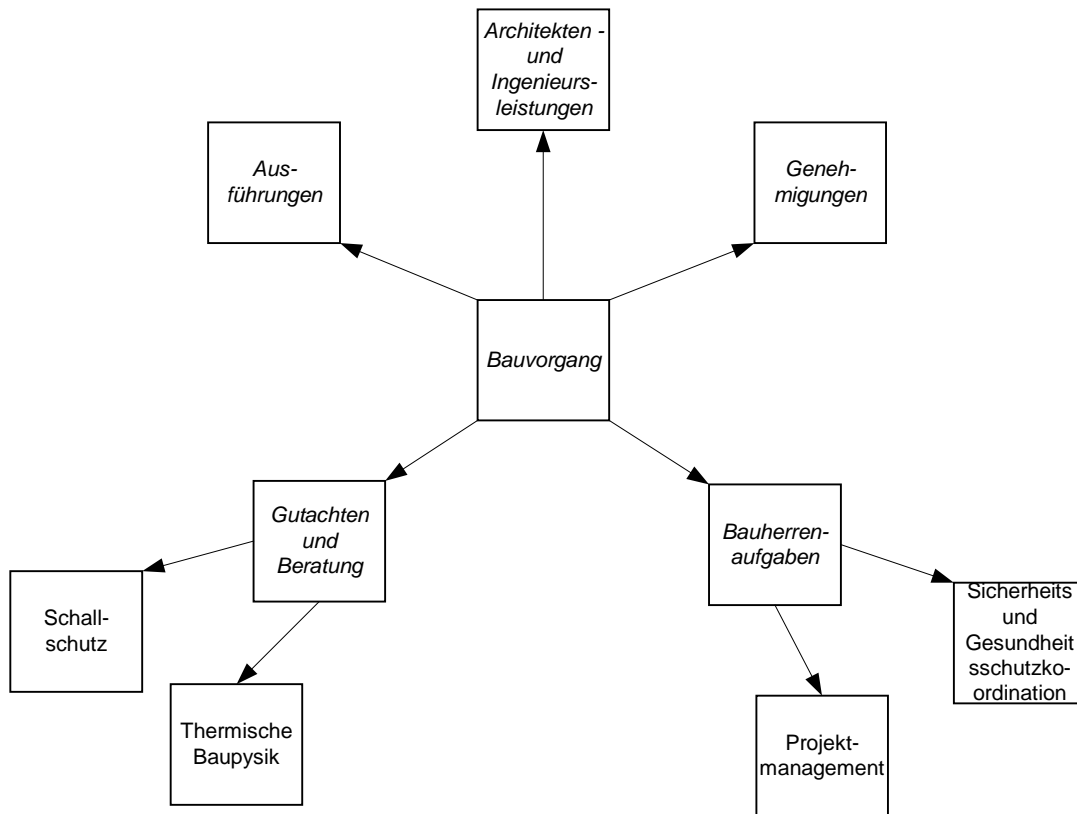 Architekten -
und
Ingenieurs-
leistungen
Aus-
führungen
Geneh-
migungen
Bauvorgang
Gutachten
und
Beratung
Bauherren-
aufgaben
Schall-
schutz
Sicherheits
und
Gesundheit
sschutzko-
ordination
Thermische
Baupysik
Projekt-
management